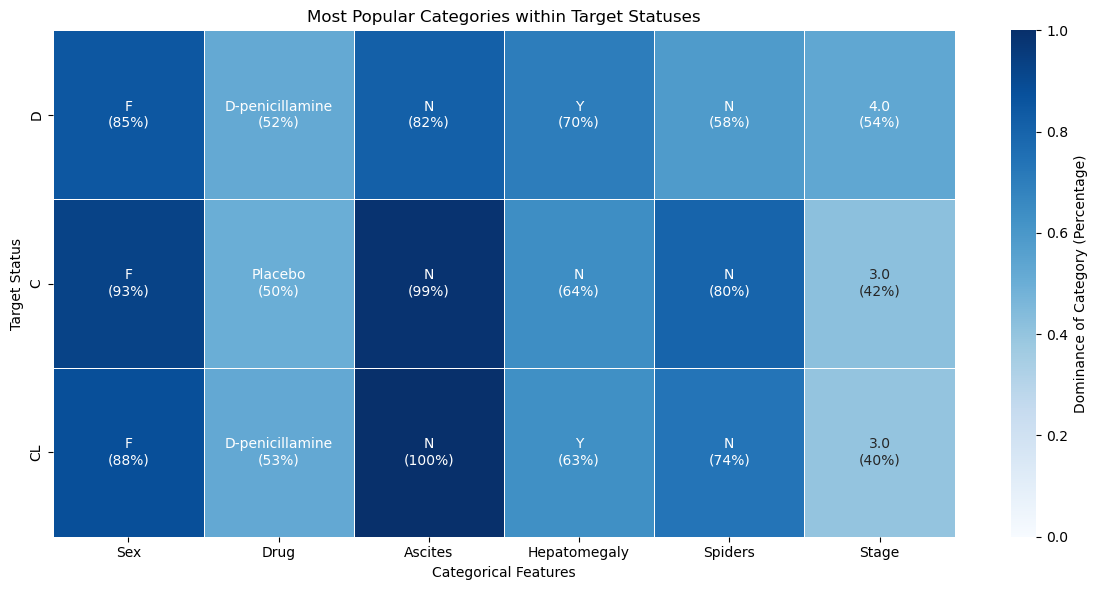 Most Popular Categories within Target Statuses
Target Status
D
F
(85%)
D-penicillamine
(52%)
N
(82%)
Y
(70%)
N
(58%)
4.0
(54%)
C
F
(93%)
Placebo
(50%)
N
(99%)
N
(64%)
N
(80%)
3.0
(42%)
CL
F
(88%)
D-penicillamine
(53%)
N
(100%)
Y
(63%)
N
(74%)
3.0
(40%)
Sex
Drug
Ascites
Hepatomegaly
Spiders
Stage
Categorical Features
1.0
0.8
0.6
0.4
0.2
0.0
Dominance of Category (Percentage)